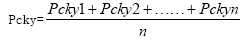 Pcky= Pcky1 + Pcky2 + ...... + Pckyn
n